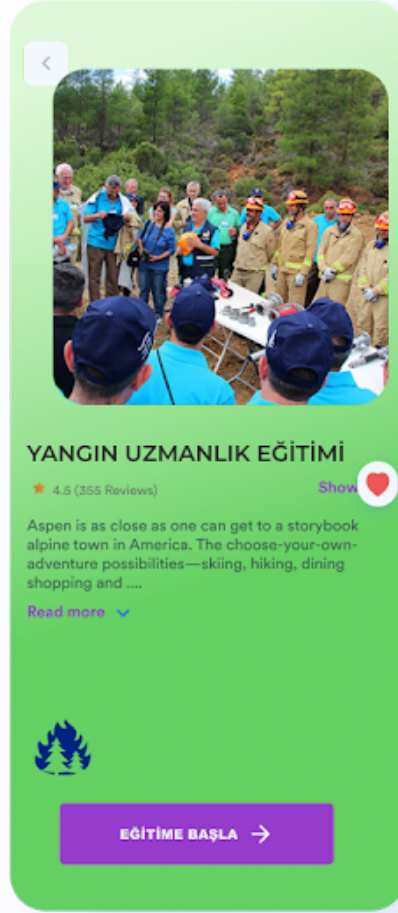 YANGIN UZMANLIK EĞİTİMİ
4.5 (355 Reviews)
Show
Aspen is as close as one can get to a storybook
alpine town in America. The choose-your-own-
adventure possibilities—skiing, hiking, dining
shopping and ....
Read more
EĞİTİME BAŞLA